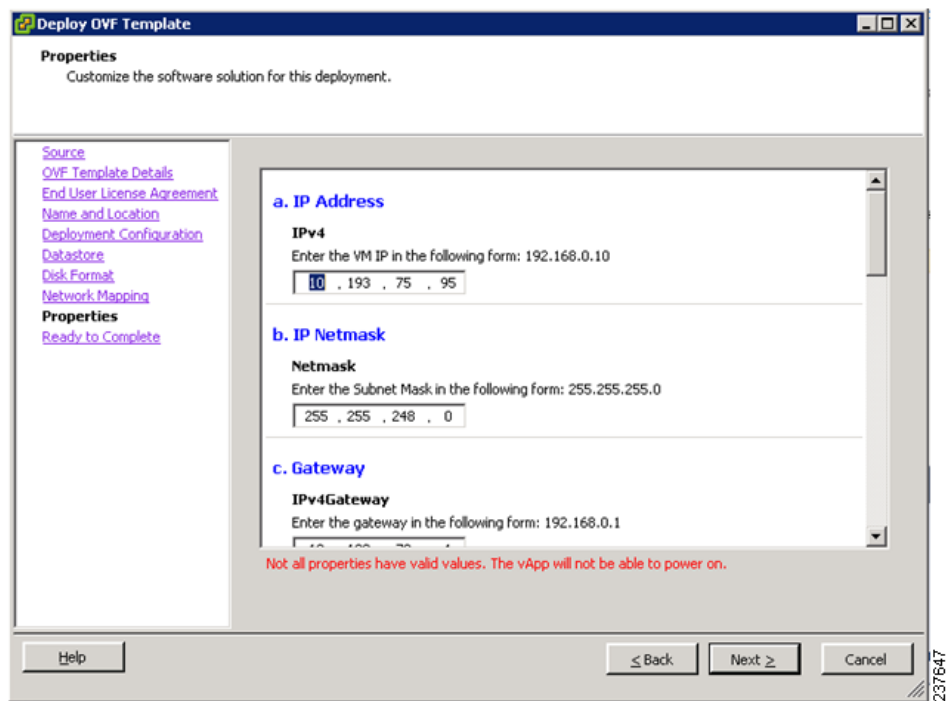 Deploy OVF Template
Properties
Customize the software solution for this deployment.
Source
OVF Template Details
End User License Agreement
Name and Location
Deployment Configuration
Datastore
Disk Format
Network Mapping
Properties
Ready to Complete
a. IP Address
IPv4
Enter the VM IP in the following form: 192.168.0.10
10 . 193 . 75 . 95
b. IP Netmask
Netmask
Enter the Subnet Mask in the following form: 255.255.255.0
255 . 255 . 248 . 0
c. Gateway
IPv4Gateway
Enter the gateway in the following form: 192.168.0.1
Not all properties have valid values. The vApp will not be able to power on.
Help
≤ Back
Next ≥
Cancel
237647